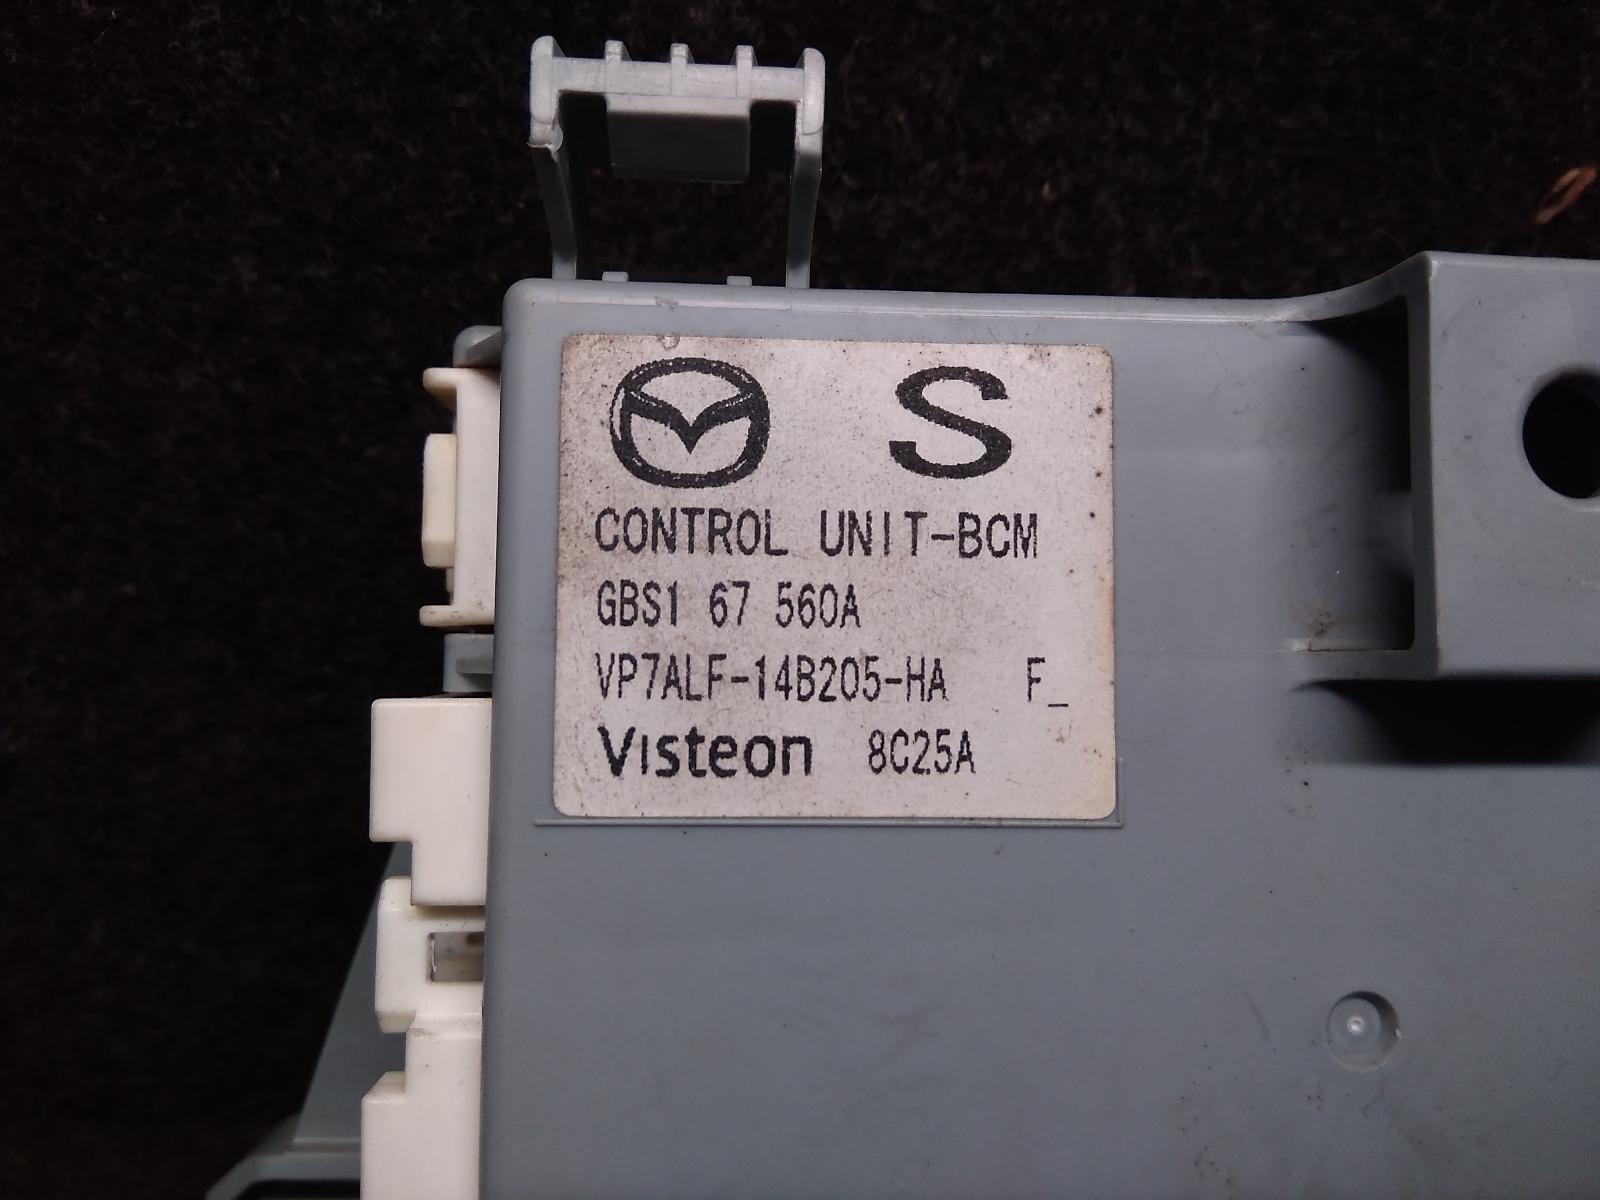 S
CONTROL UNIT-BCM
GBS1 67 560A
VP7ALF-14B205-HA F_
Visteon 8C25A